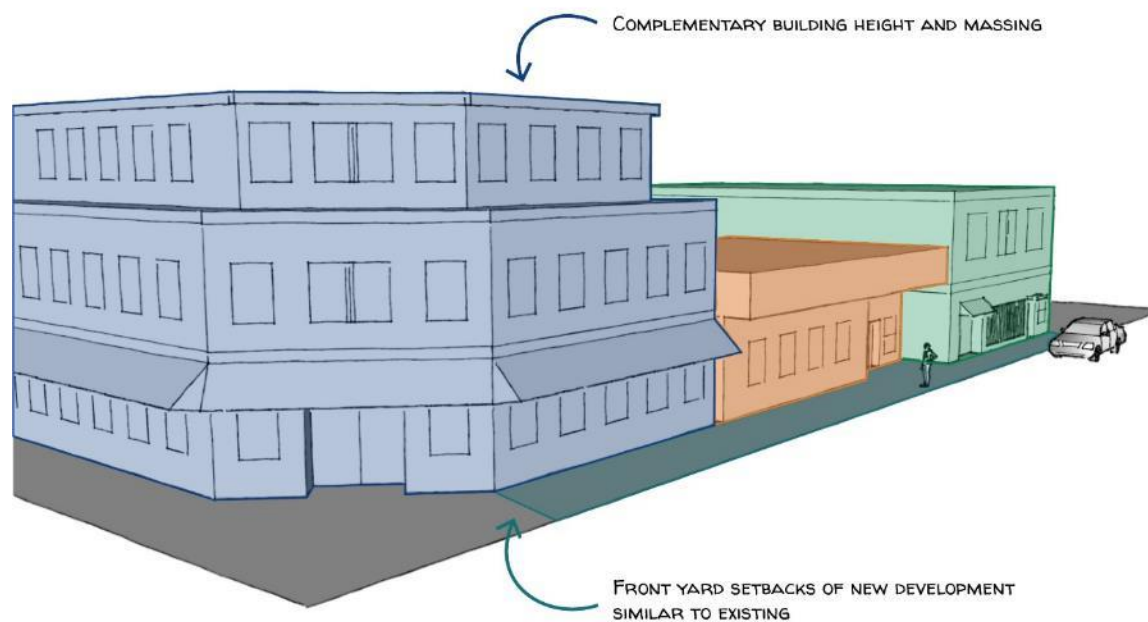 COMPLEMENTARY BUILDING HEIGHT AND MASSING
FRONT YARD SETBACKS OF NEW DEVELOPMENT
SIMILAR TO EXISTING